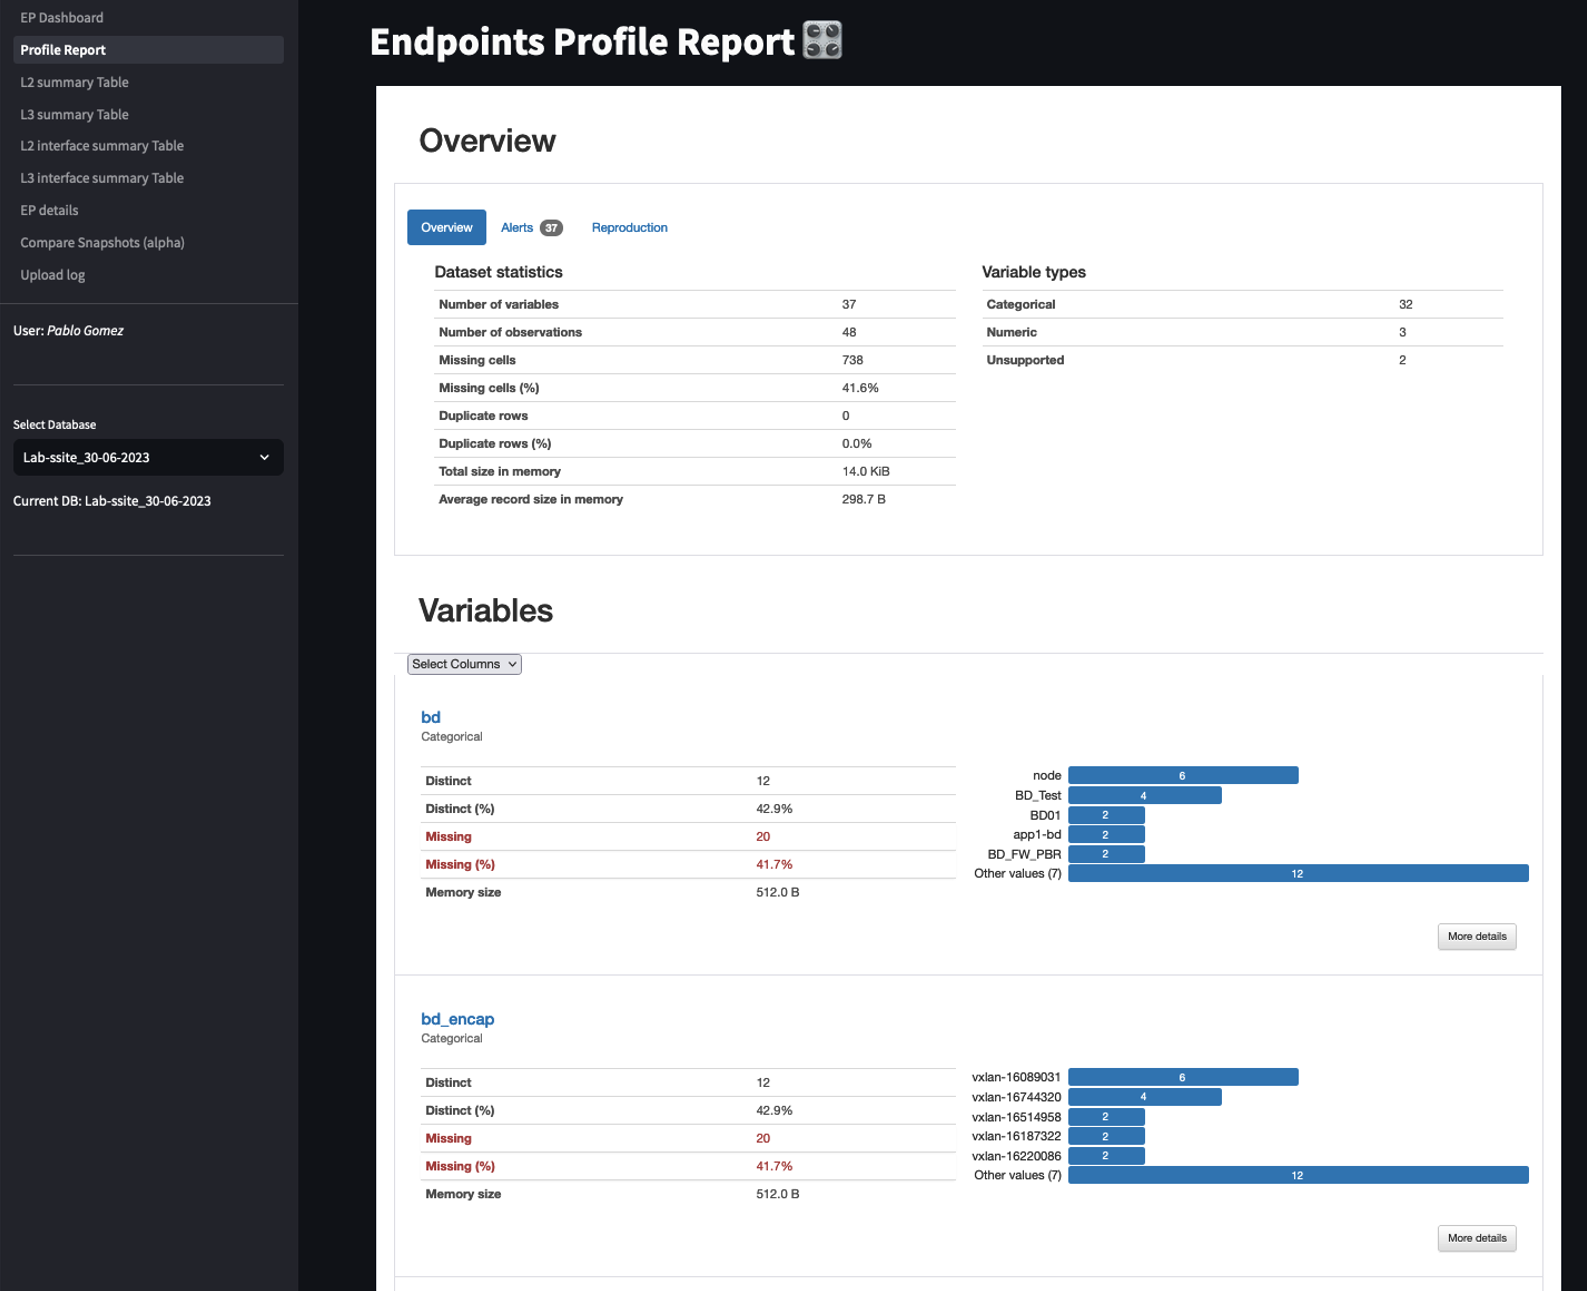 EP Dashboard
Profile Report
L2 summary Table
L3 summary Table
L2 interface summary Table
L3 interface summary Table
EP details
Compare Snapshots (alpha)
Upload log
User: Pablo Gomez
Select Database
Lab-ssite_30-06-2023
Current DB: Lab-ssite_30-06-2023
Endpoints Profile Report
Overview
Overview Alerts 37 Reproduction
Dataset statistics
Number of variables 37
Number of observations 48
Missing cells 738
Missing cells (%) 41.6%
Duplicate rows 0
Duplicate rows (%) 0.0%
Total size in memory 14.0 KiB
Average record size in memory 298.7 B
Variable types
Categorical 32
Numeric 3
Unsupported 2
Variables
Select Columns
bd
Categorical
Distinct 12
Distinct (%) 42.9%
Missing 20
Missing (%) 41.7%
Memory size 512.0 B
node 6
BD_Test 4
BD01 2
app1-bd 2
BD_FW_PBR 2
Other values (7) 12
More details
bd_encap
Categorical
Distinct 12
Distinct (%) 42.9%
Missing 20
Missing (%) 41.7%
Memory size 512.0 B
vxlan-16089031 6
vxlan-16744320 4
vxlan-16514958 2
vxlan-16187322 2
vxlan-16220086 2
Other values (7) 12
More details